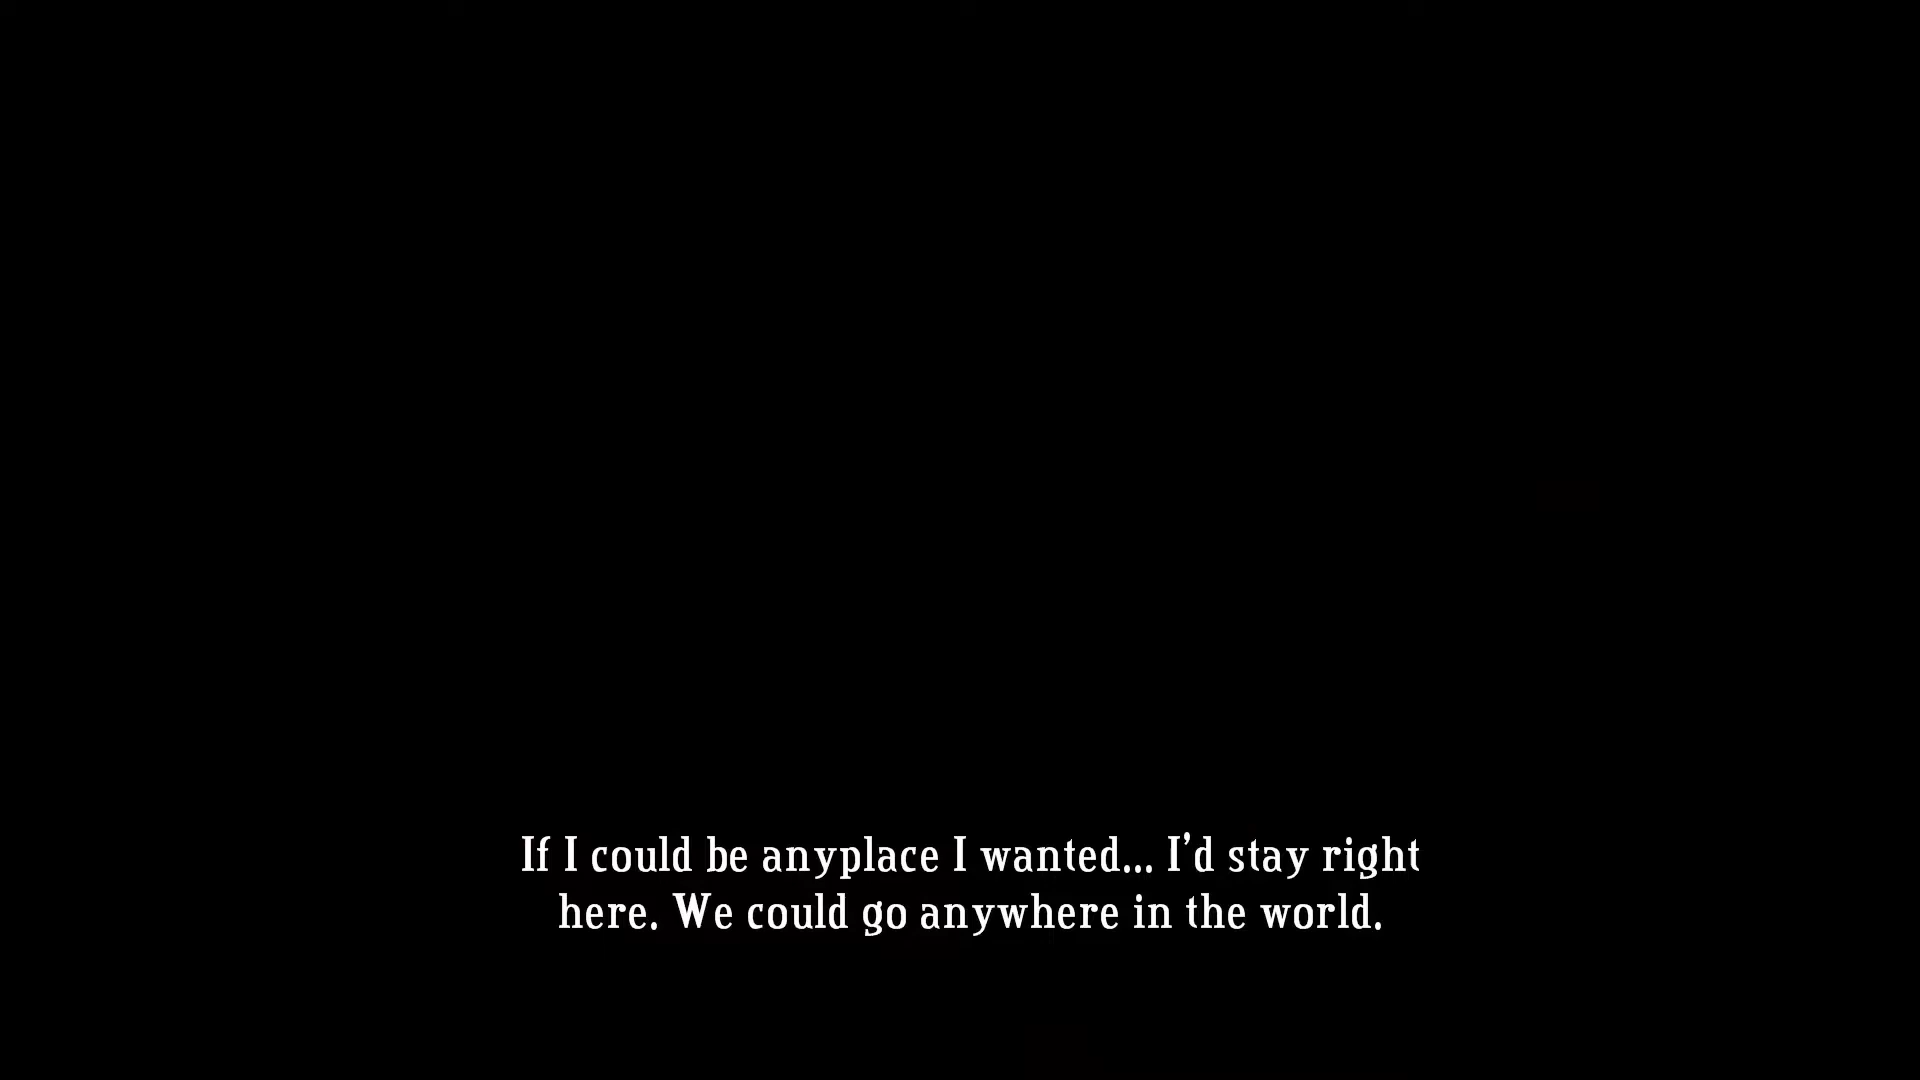 If I could be anyplace I wanted... I'd stay right
here. We could go anywhere in the world.